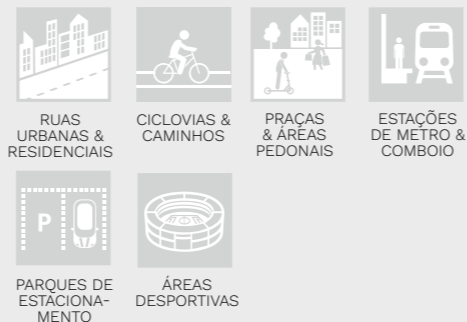 RUAS
URBANAS &
RESIDENCIAIS
CICLOVIAS &
CAMINHOS
PRAÇAS
& ÁREAS
PEDONAIS
ESTAÇÕES
DE METRO &
COMBOIO
P
PARQUES DE
ESTACIONA-
MENTO
ÁREAS
DESPORTIVAS